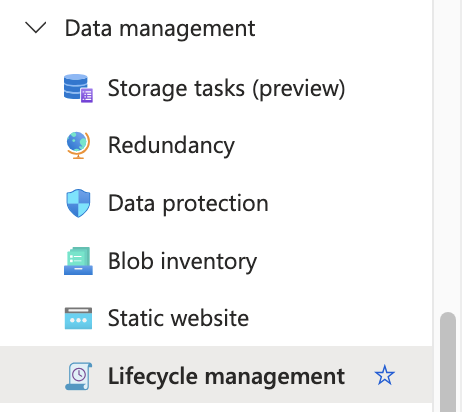 Data management
Storage tasks (preview)
Redundancy
Data protection
Blob inventory
Static website
Lifecycle management